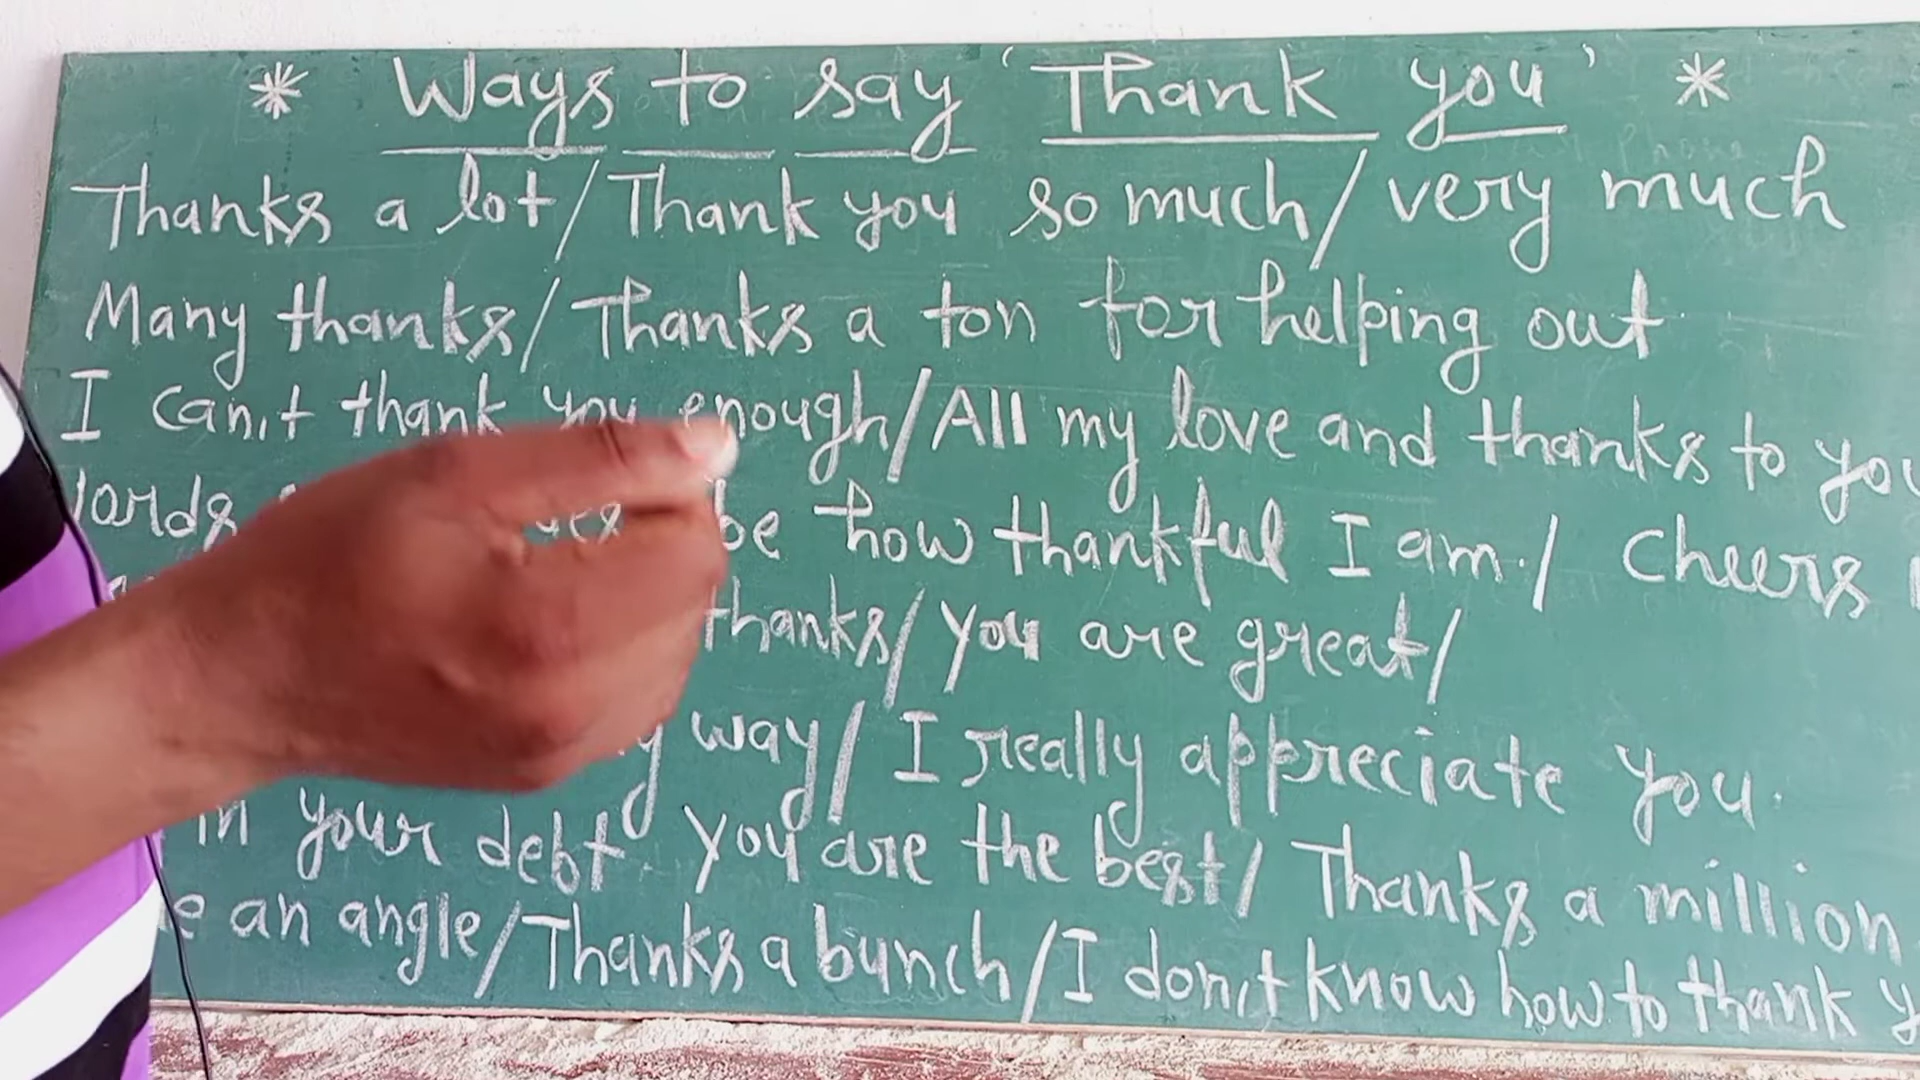 * Ways to say 'Thank you' *
Thanks a lot/Thank you so much/very much
Many thanks/Thanks a ton for helping out
I can,t thank you enough/All my love and thanks to you
be how thankful I am./ Cheers
thanks/You are great/
way/ I really appreciate you.
in your debt You are the best/ Thanks a million
an angle/Thanks a bunch/I don,t know how to thank